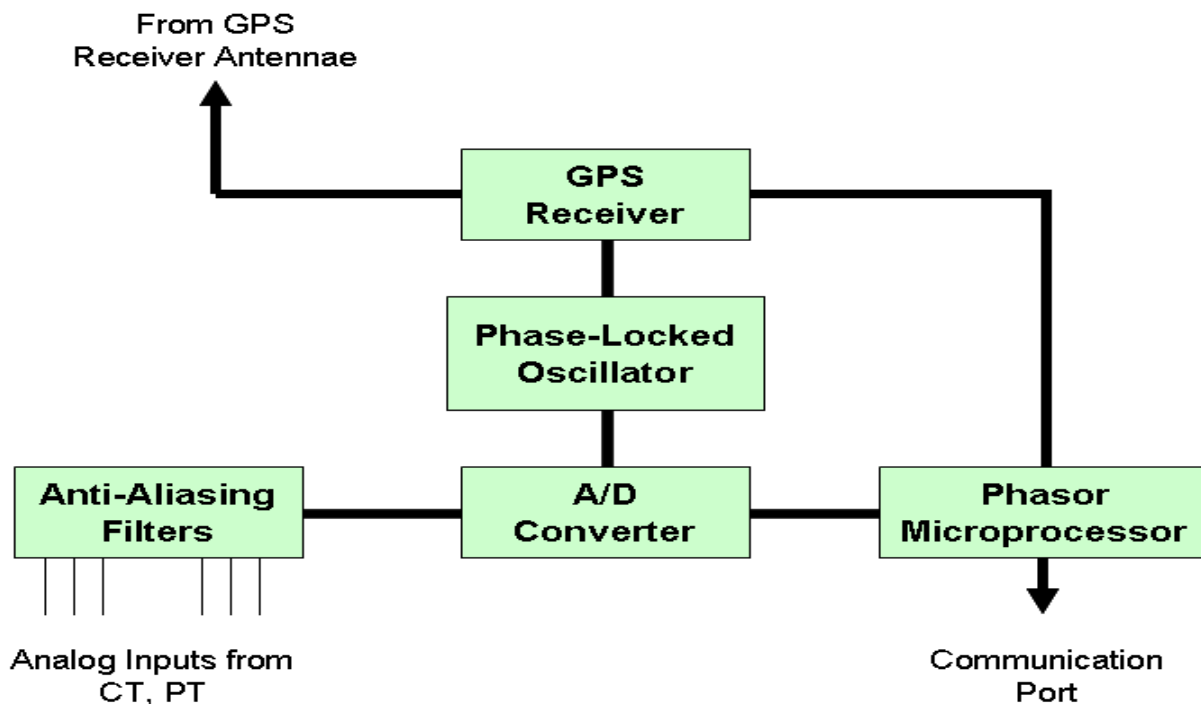 From GPS
Receiver Antennae
GPS
Receiver
Phase-Locked
Oscillator
Anti-Aliasing
Filters
A/D
Converter
Phasor
Microprocessor
Analog Inputs from
CT, PT
Communication
Port